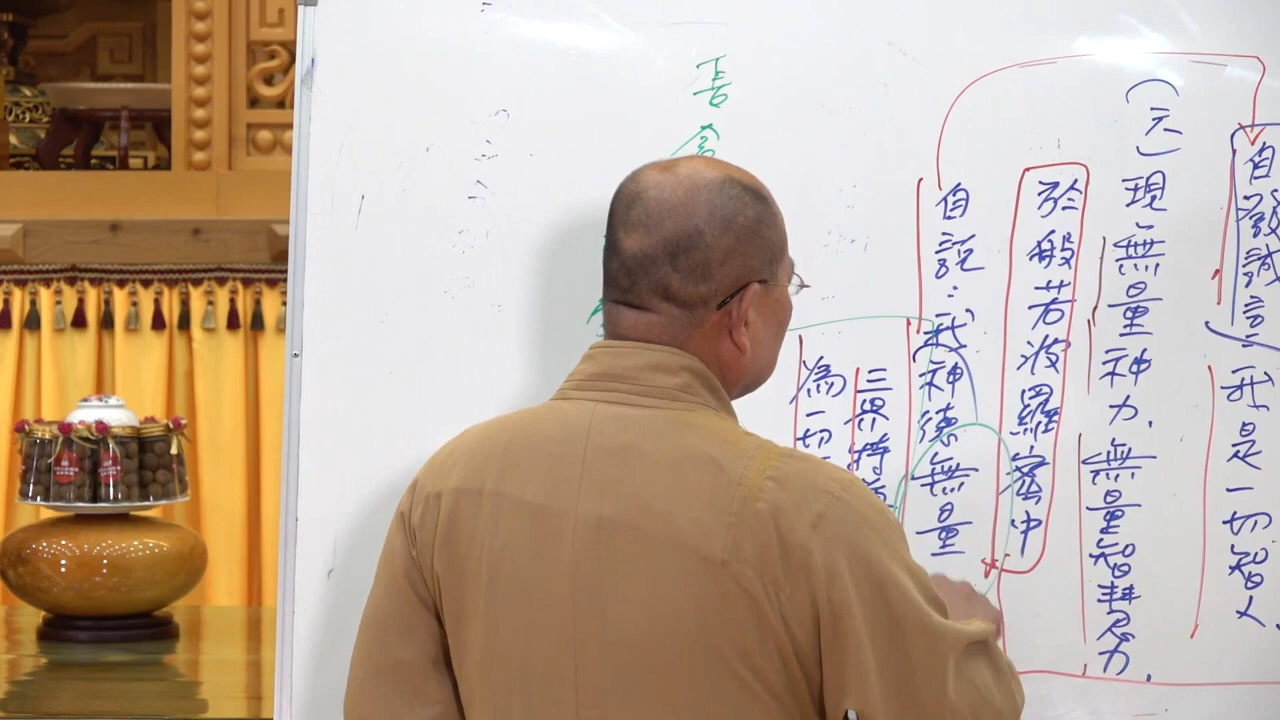 自發誠言：我是一切智人．
（六）現無量神力．無量智慧力．
於般若波羅密中
自說：我神德無量
三界特尊
為一切